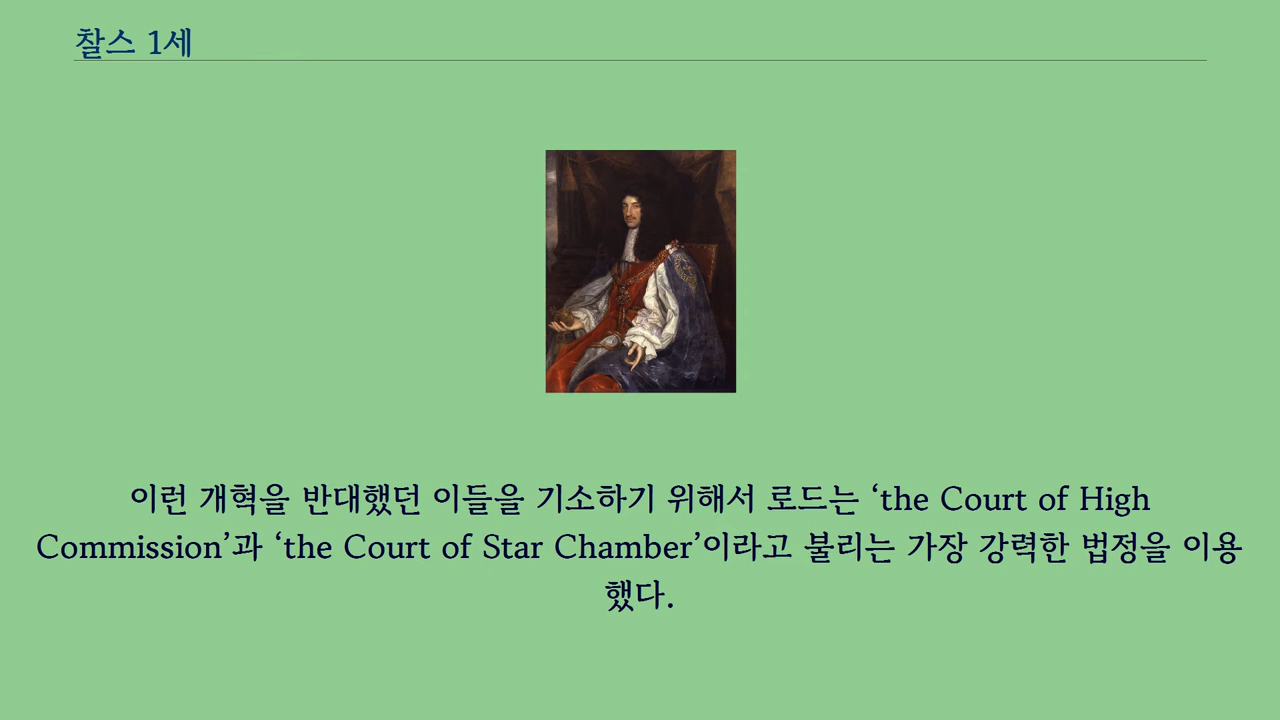 찰스 1세
이런 개혁을 반대했던 이들을 기소하기 위해서 로드는 ‘the Court of High
Commission’과 ‘the Court of Star Chamber’이라고 불리는 가장 강력한 법정을 이용
했다.